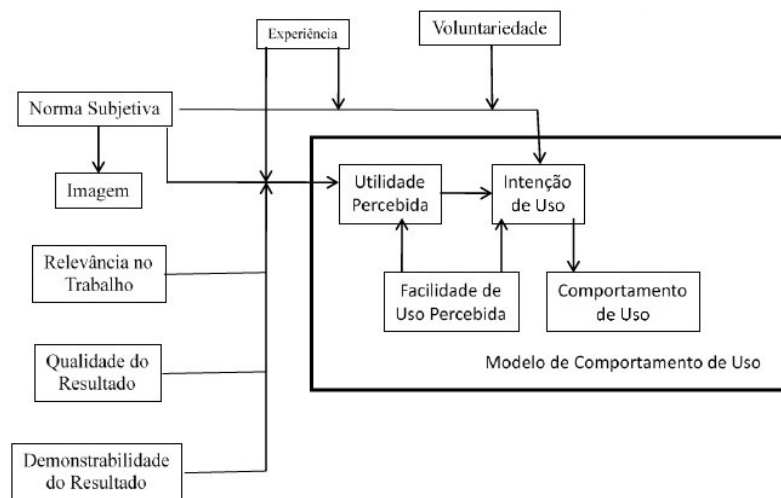 Experiência
Voluntariedade
Norma Subjetiva
Imagem
Utilidade
Percebida
Intenção
de Uso
Relevância no
Trabalho
Facilidade de
Uso Percebida
Comportamento
de Uso
Qualidade do
Resultado
Modelo de Comportamento de Uso
Demonstrabilidade
do Resultado